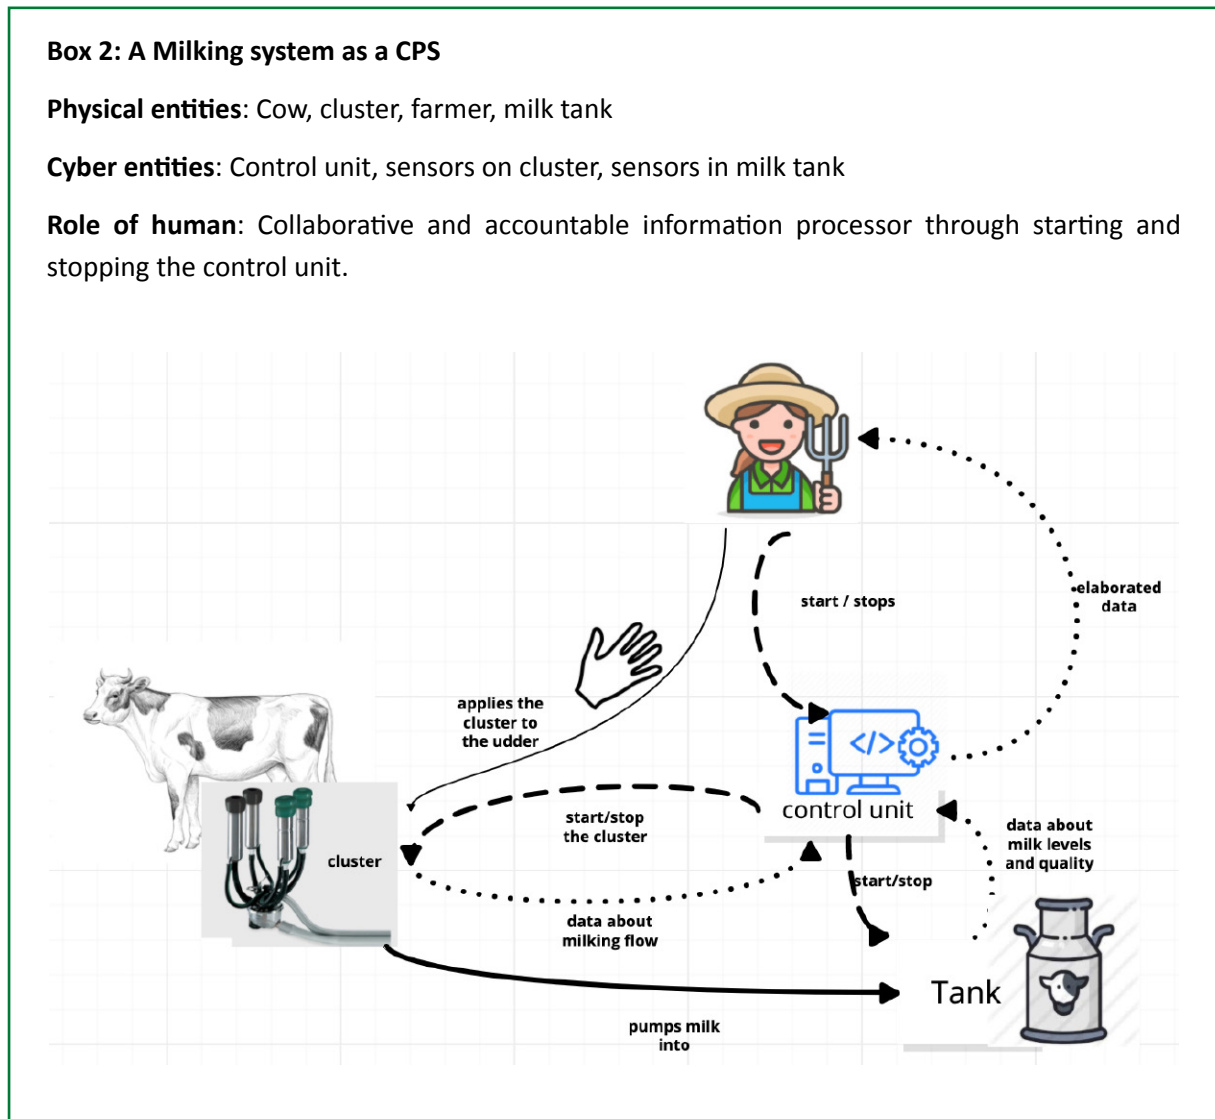 Box 2: A Milking system as a CPS
Physical entities: Cow, cluster, farmer, milk tank
Cyber entities: Control unit, sensors on cluster, sensors in milk tank
Role of human: Collaborative and accountable information processor through starting and
stopping the control unit.
start / stops
elaborated
data
applies the
cluster to
the udder
</>
control unit
start/stop
the cluster
data about
milk levels
and quality
cluster
start/stop
data about
milking flow
Tank
pumps milk
into